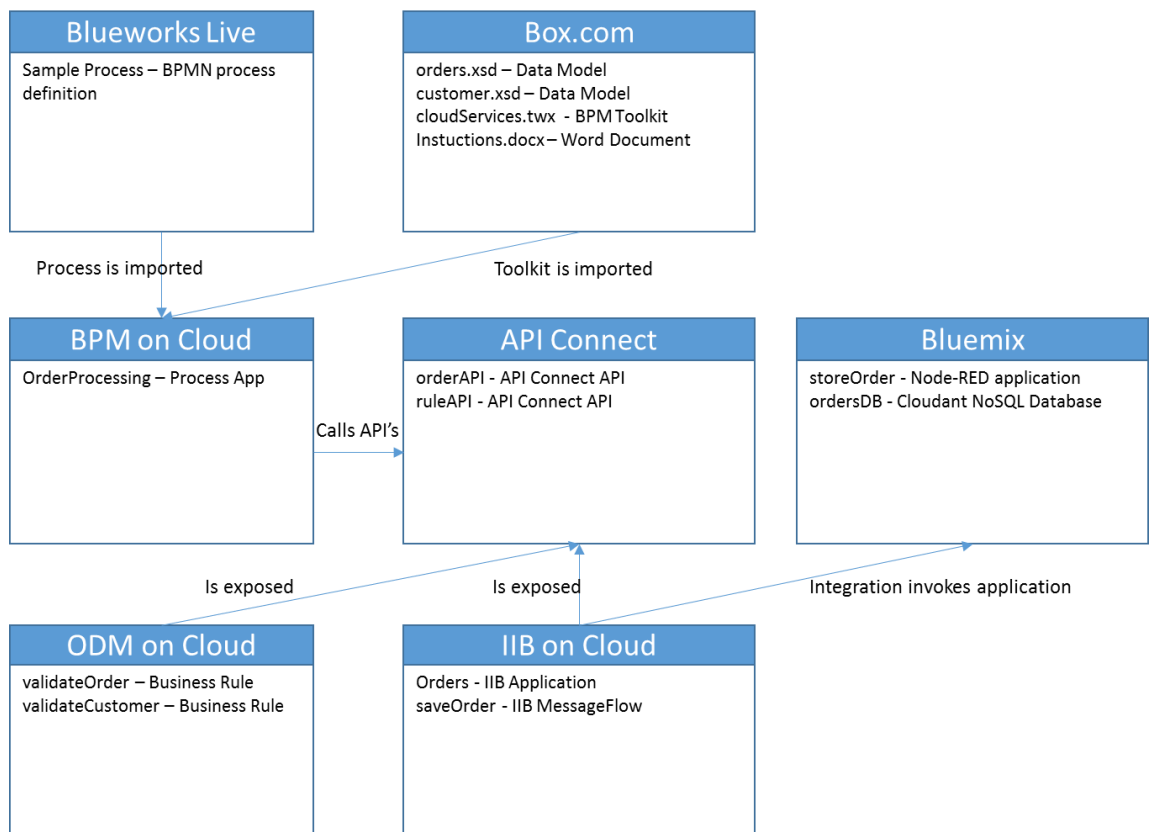 Blueworks Live
Sample Process – BPMN process
definition
Box.com
orders.xsd – Data Model
customer.xsd – Data Model
cloudServices.twx - BPM Toolkit
Instuctions.docx – Word Document
Process is imported
Toolkit is imported
BPM on Cloud
OrderProcessing – Process App
Calls API’s
API Connect
orderAPI - API Connect API
ruleAPI - API Connect API
Bluemix
storeOrder - Node-RED application
ordersDB - Cloudant NoSQL Database
Is exposed
Is exposed
Integration invokes application
ODM on Cloud
validateOrder – Business Rule
validateCustomer – Business Rule
IIB on Cloud
Orders - IIB Application
saveOrder - IIB MessageFlow